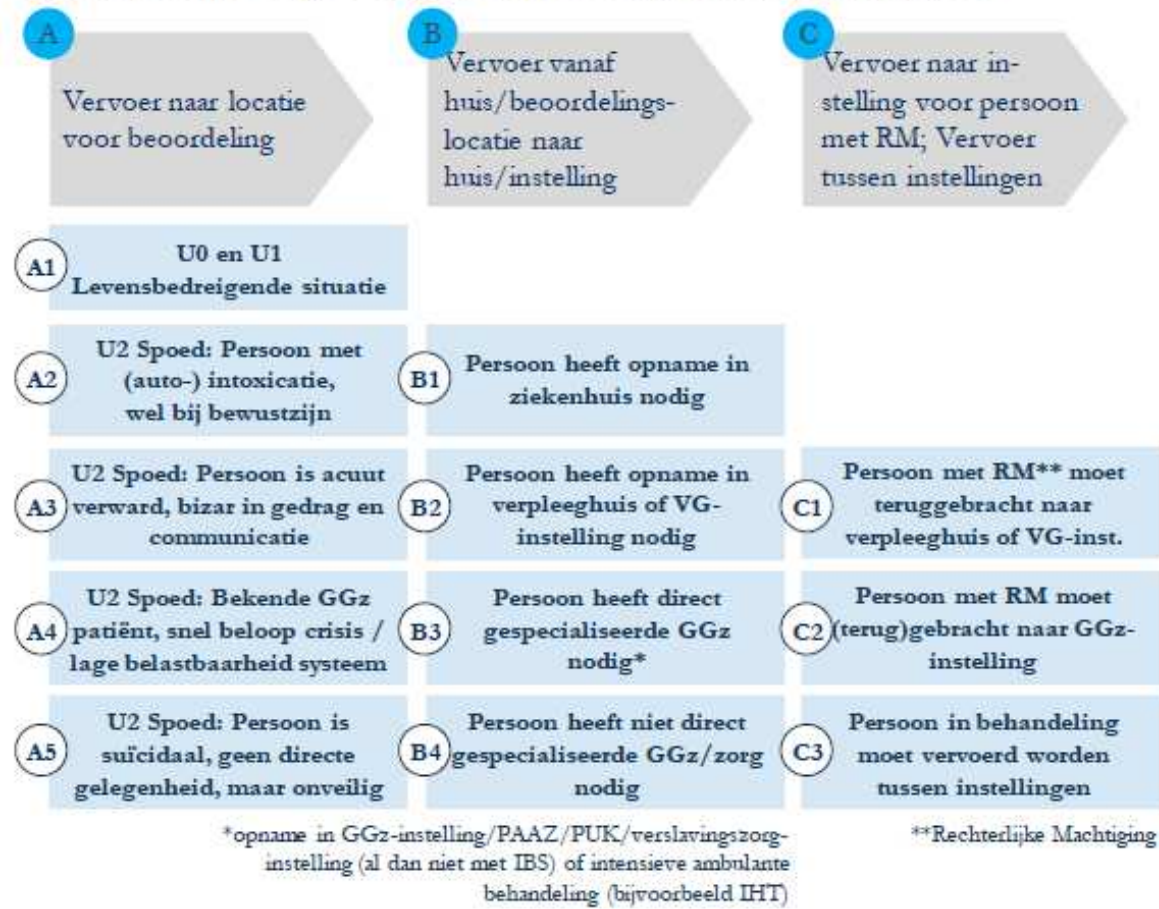 A
Vervoer naar locatie
voor beoordeling
B
Vervoer vanaf
huis/beoordelings-
locatie naar
huis/instelling
C
Vervoer naar in-
stelling voor persoon
met RM; Vervoer
tussen instellingen
A1
U0 en U1
Levensbedreigende situatie
A2
U2 Spoed: Persoon met
(auto-) intoxicatie,
wel bij bewustzijn
B1
Persoon heeft opname in
ziekenhuis nodig
A3
U2 Spoed: Persoon is acuut
verward, bizar in gedrag en
communicatie
B2
Persoon heeft opname in
verpleeghuis of VG-
instelling nodig
C1
Persoon met RM** moet
teruggebracht naar
verpleeghuis of VG-inst.
A4
U2 Spoed: Bekende GGz
patiënt, snel beloop crisis /
lage belastbaarheid systeem
B3
Persoon heeft direct
gespecialiseerde GGz
nodig*
C2
Persoon met RM moet
(terug)gebracht naar GGz-
instelling
A5
U2 Spoed: Persoon is
suïcidaal, geen directe
gelegenheid, maar onveilig
B4
Persoon heeft niet direct
gespecialiseerde GGz/zorg
nodig
C3
Persoon in behandeling
moet vervoerd worden
tussen instellingen
*opname in GGz-instelling/PAAZ/PUK/verslavingszorg-
instelling (al dan niet met IBS) of intensieve ambulante
behandeling (bijvoorbeeld IHT)
**Rechterlijke Machtiging